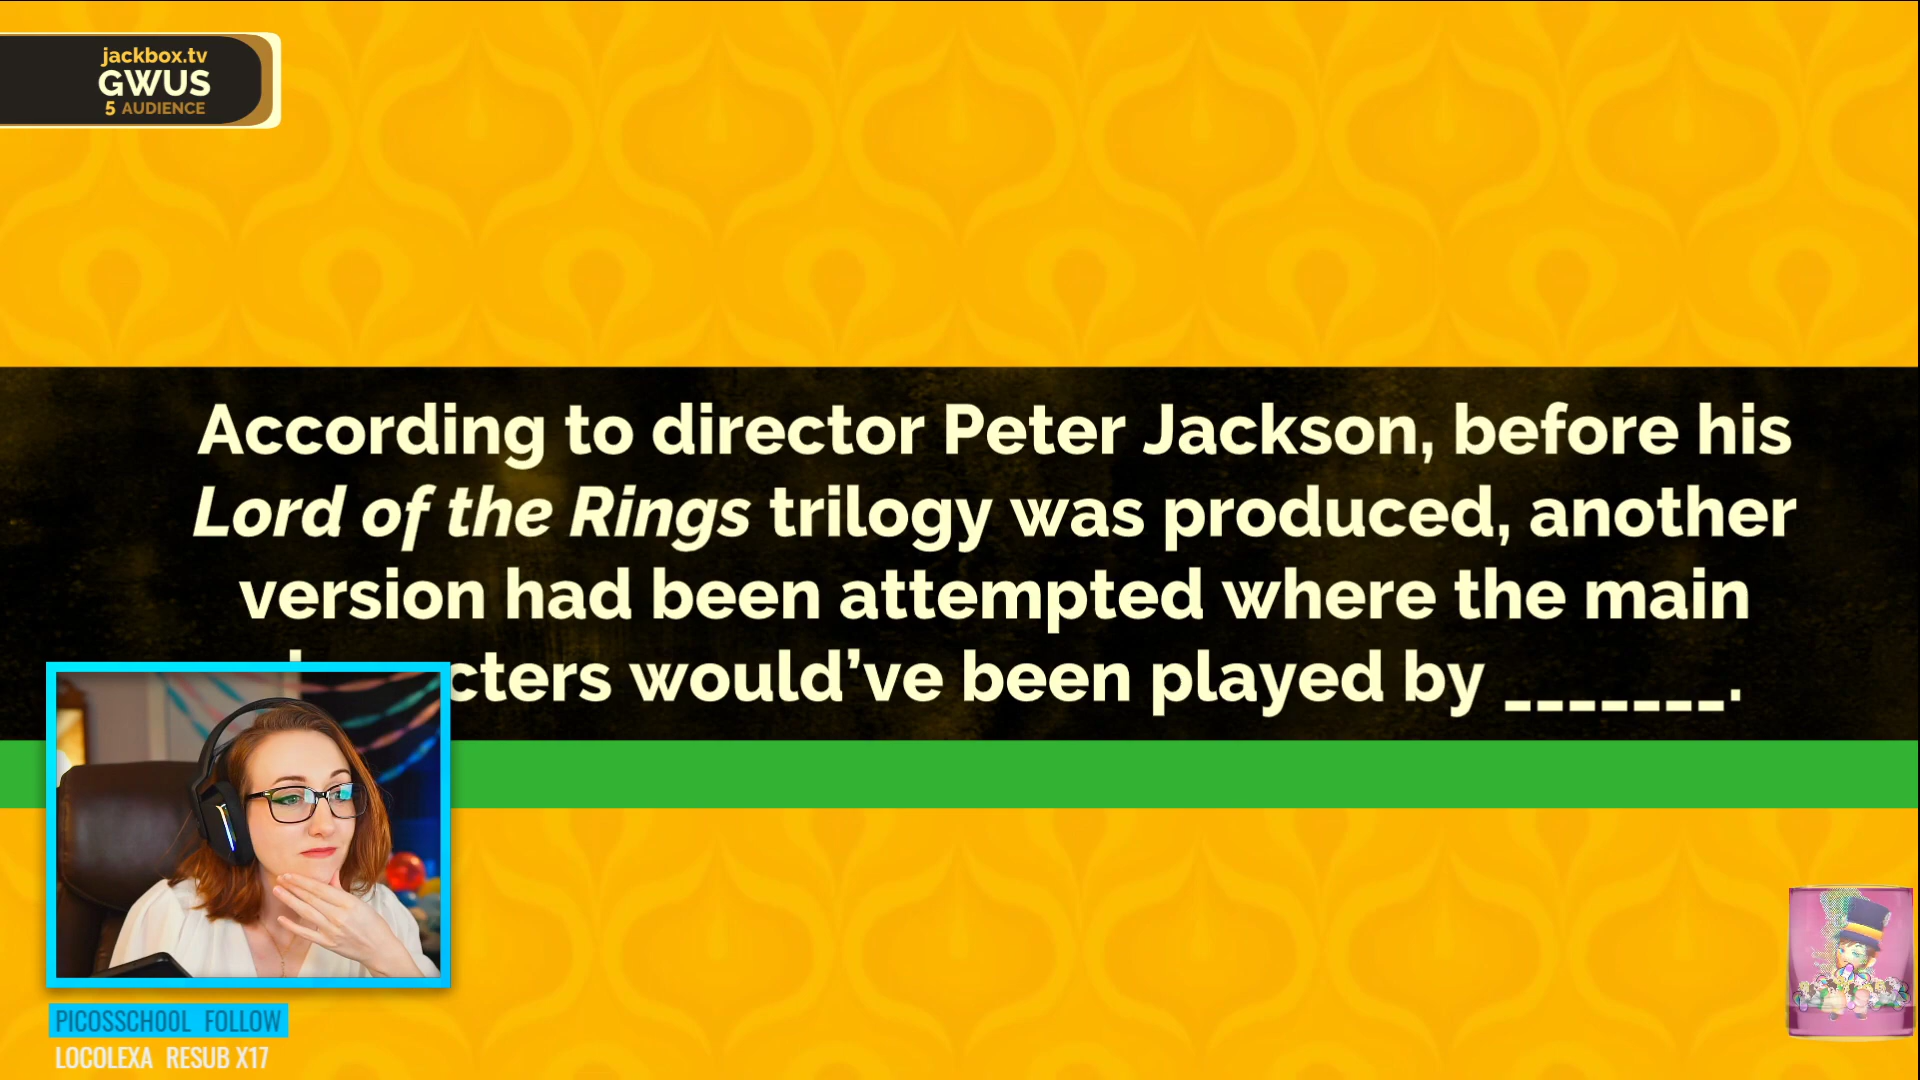 jackbox.tv
GWUS
5 AUDIENCE
According to director Peter Jackson, before his
Lord of the Rings trilogy was produced, another
version had been attempted where the main
cters would’ve been played by _______.
PICOSSCHOOL FOLLOW
LOCOLEXA RESUB X17